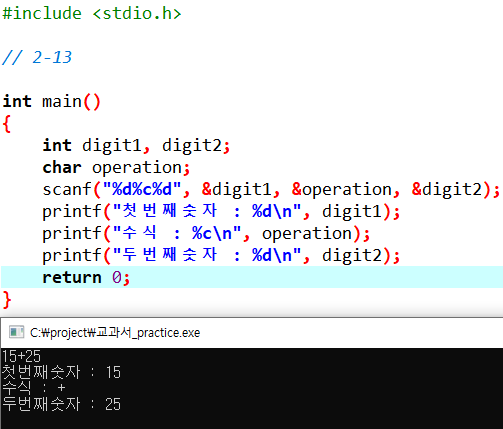 #include <stdio.h>
// 2-13
int main()
{
int digit1, digit2;
char operation;
scanf("%d%c%d", &digit1, &operation, &digit2);
printf("첫번째숫자 : %d\n", digit1);
printf("수식 : %c\n", operation);
printf("두번째숫자 : %d\n", digit2);
return 0;
}
C:\project\교과서_practice.exe
15+25
첫번째숫자 : 15
수식 : +
두번째숫자 : 25